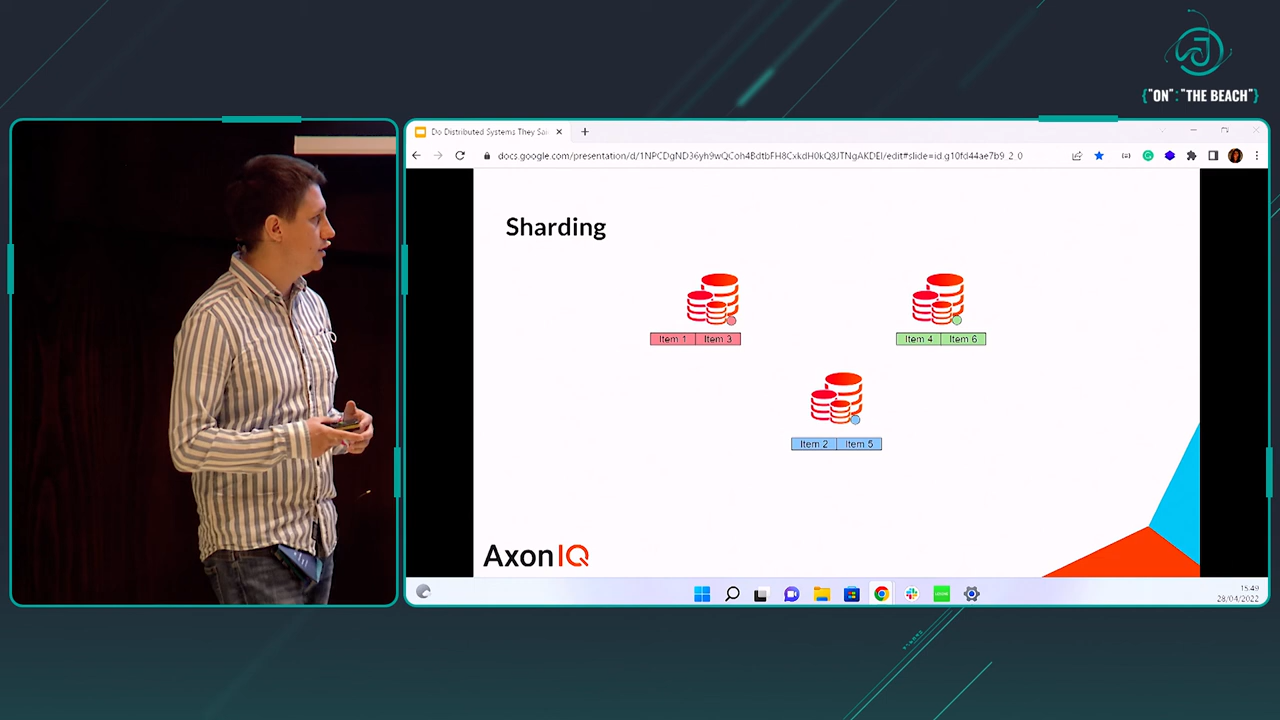 {"ON":"THE BEACH"}
Do Distributed Systems They Sai
docs.google.com/presentation/d/1NPCDgND36yh9wQCoh4BdtbFH8CxkdH0kQ8JTNgAKDEI/edit#slide=id.g10fd44ae7b9_2_0
Sharding
Item 1 Item 3
Item 4 Item 6
Item 2 Item 5
AxonIQ
15:49
28/04/2022